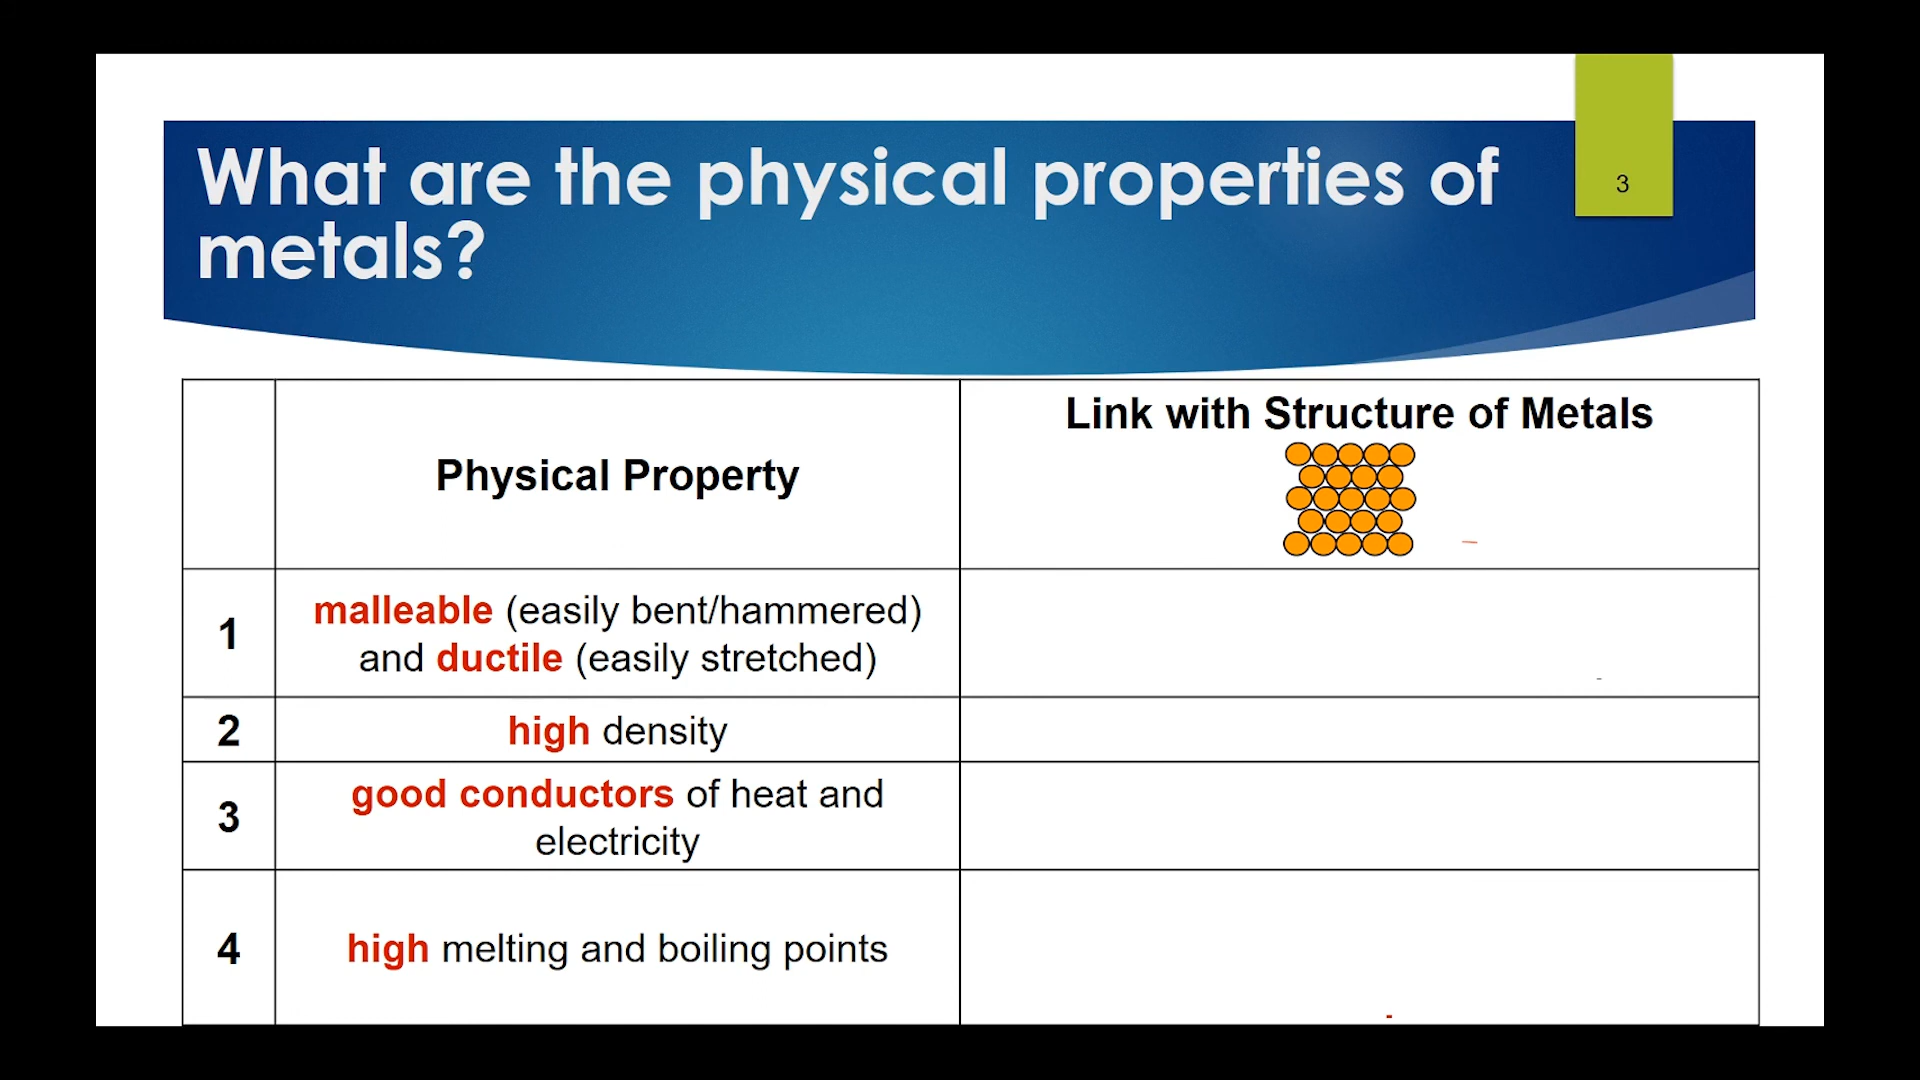 What are the physical properties of
metals?
3
Physical Property
Link with Structure of Metals
1
malleable (easily bent/hammered)
and ductile (easily stretched)
2
high density
3
good conductors of heat and
electricity
4
high melting and boiling points